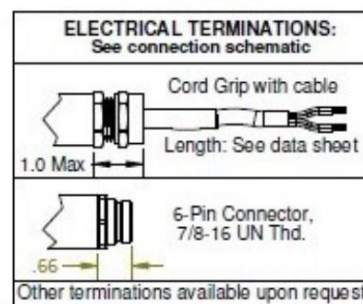 ELECTRICAL TERMINATIONS:
See connection schematic
Cord Grip with cable
Length: See data sheet
1.0 Max
6-Pin Connector,
7/8-16 UN Thd.
.66
Other terminations available upon request